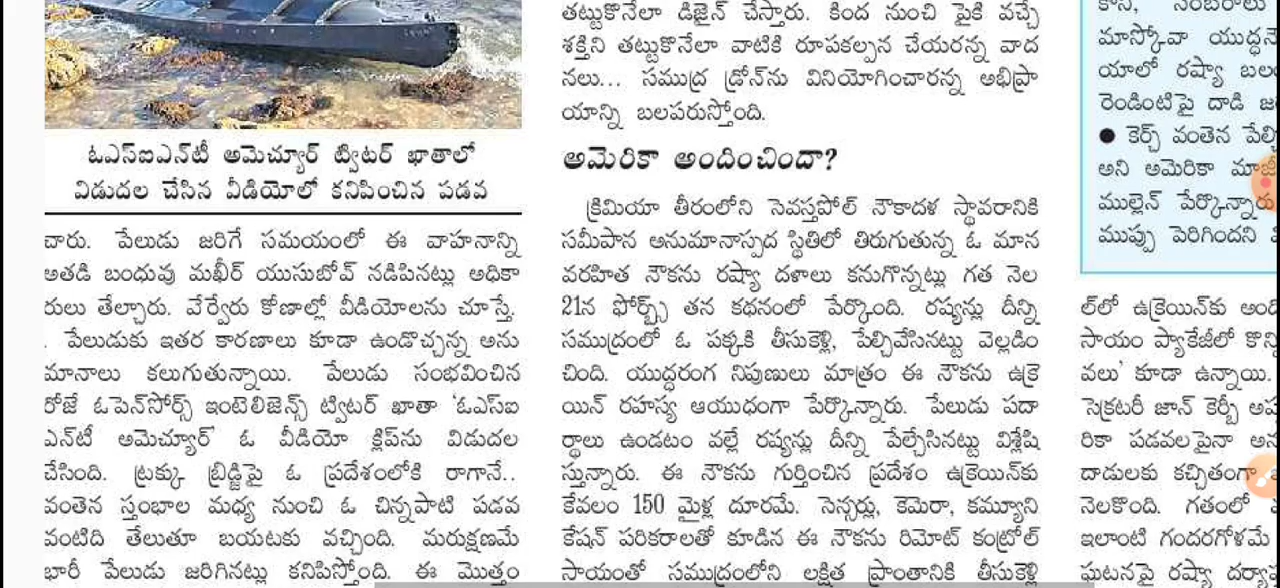 ఓఎస్ఐఎన్‌టీ అమెచ్యూర్ ట్విటర్ ఖాతాలో
విడుదల చేసిన వీడియోలో కనిపించిన పడవ
చారు. పేలుడు జరిగే సమయంలో ఈ వాహనాన్ని
అతడి బంధువు మఖీర్ యుసుబోవ్ నడిపినట్లు అధికా
రులు తేల్చారు. వేర్వేరు కోణాల్లో వీడియోలను చూస్తే.
. పేలుడుకు ఇతర కారణాలు కూడా ఉండొచ్చన్న అను
మానాలు కలుగుతున్నాయి. పేలుడు సంభవించిన
రోజే ఓపెన్‌సోర్స్ ఇంటెలిజెన్స్ ట్విటర్ ఖాతా 'ఓఎస్ఐ
ఎన్‌టీ అమెచ్యూర్' ఓ వీడియో క్లిప్‌ను విడుదల
చేసింది. ట్రక్కు బ్రిడ్జిపై ఓ ప్రదేశంలోకి రాగానే..
వంతెన స్తంభాల మధ్య నుంచి ఓ చిన్నపాటి పడవ
వంటిది తేలుతూ బయటకు వచ్చింది. మరుక్షణమే
భారీ పేలుడు జరిగినట్లు కనిపిస్తోంది. ఈ మొత్తం
తట్టుకొనేలా డిజైన్ చేస్తారు. కింద నుంచి పైకి వచ్చే
శక్తిని తట్టుకొనేలా వాటికి రూపకల్పన చేయరన్న వాద
నలు... సముద్ర డ్రోన్‌ను వినియోగించారన్న అభిప్రా
యాన్ని బలపరుస్తోంది.
అమెరికా అందించిందా?
క్రిమియా తీరంలోని సెవస్తపోల్ నౌకాదళ స్థావరానికి
సమీపాన అనుమానాస్పద స్థితిలో తిరుగుతున్న ఓ మాన
వరహిత నౌకను రష్యా దళాలు కనుగొన్నట్లు గత నెల
21న ఫోర్బ్స్ తన కథనంలో పేర్కొంది. రష్యన్లు దీన్ని
సముద్రంలో ఓ పక్కకి తీసుకెళ్లి, పేల్చివేసినట్టు వెల్లడిం
చింది. యుద్ధరంగ నిపుణులు మాత్రం ఈ నౌకను ఉక్రె
యిన్ రహస్య ఆయుధంగా పేర్కొన్నారు. పేలుడు పదా
ర్థాలు ఉండటం వల్లే రష్యన్లు దీన్ని పేల్చేసినట్టు విశ్లేషి
స్తున్నారు. ఈ నౌకను గుర్తించిన ప్రదేశం ఉక్రెయిన్‌కు
కేవలం 150 మైళ్ల దూరమే. సెన్సర్లు, కెమెరా, కమ్యూని
కేషన్ పరికరాలతో కూడిన ఈ నౌకను రిమోట్ కంట్రోల్
సాయంతో సముద్రంలోని లక్షిత ప్రాంతానికి తీసుకెళ్లి
మాస్కోవా
యాలో రష్యా
రెండింటిపై దాడి
● కెర్చ్ వంతెన
అని అమెరికా
ముల్లెన్ పేర్కొన్నారు
ముప్పు పెరిగిందని
ల్‌లో ఉక్రెయిన్‌కు
సాయం ప్యాకేజీలో
వలు' కూడా ఉన్నాయి.
సెక్రటరీ జాన్ కెర్బీ
రికా పడవలపైనా
దాడులకు కచ్చితంగా
నెలకొంది. గతంలో
ఇలాంటి గందరగోళమే
ఘటనపై రష్యా